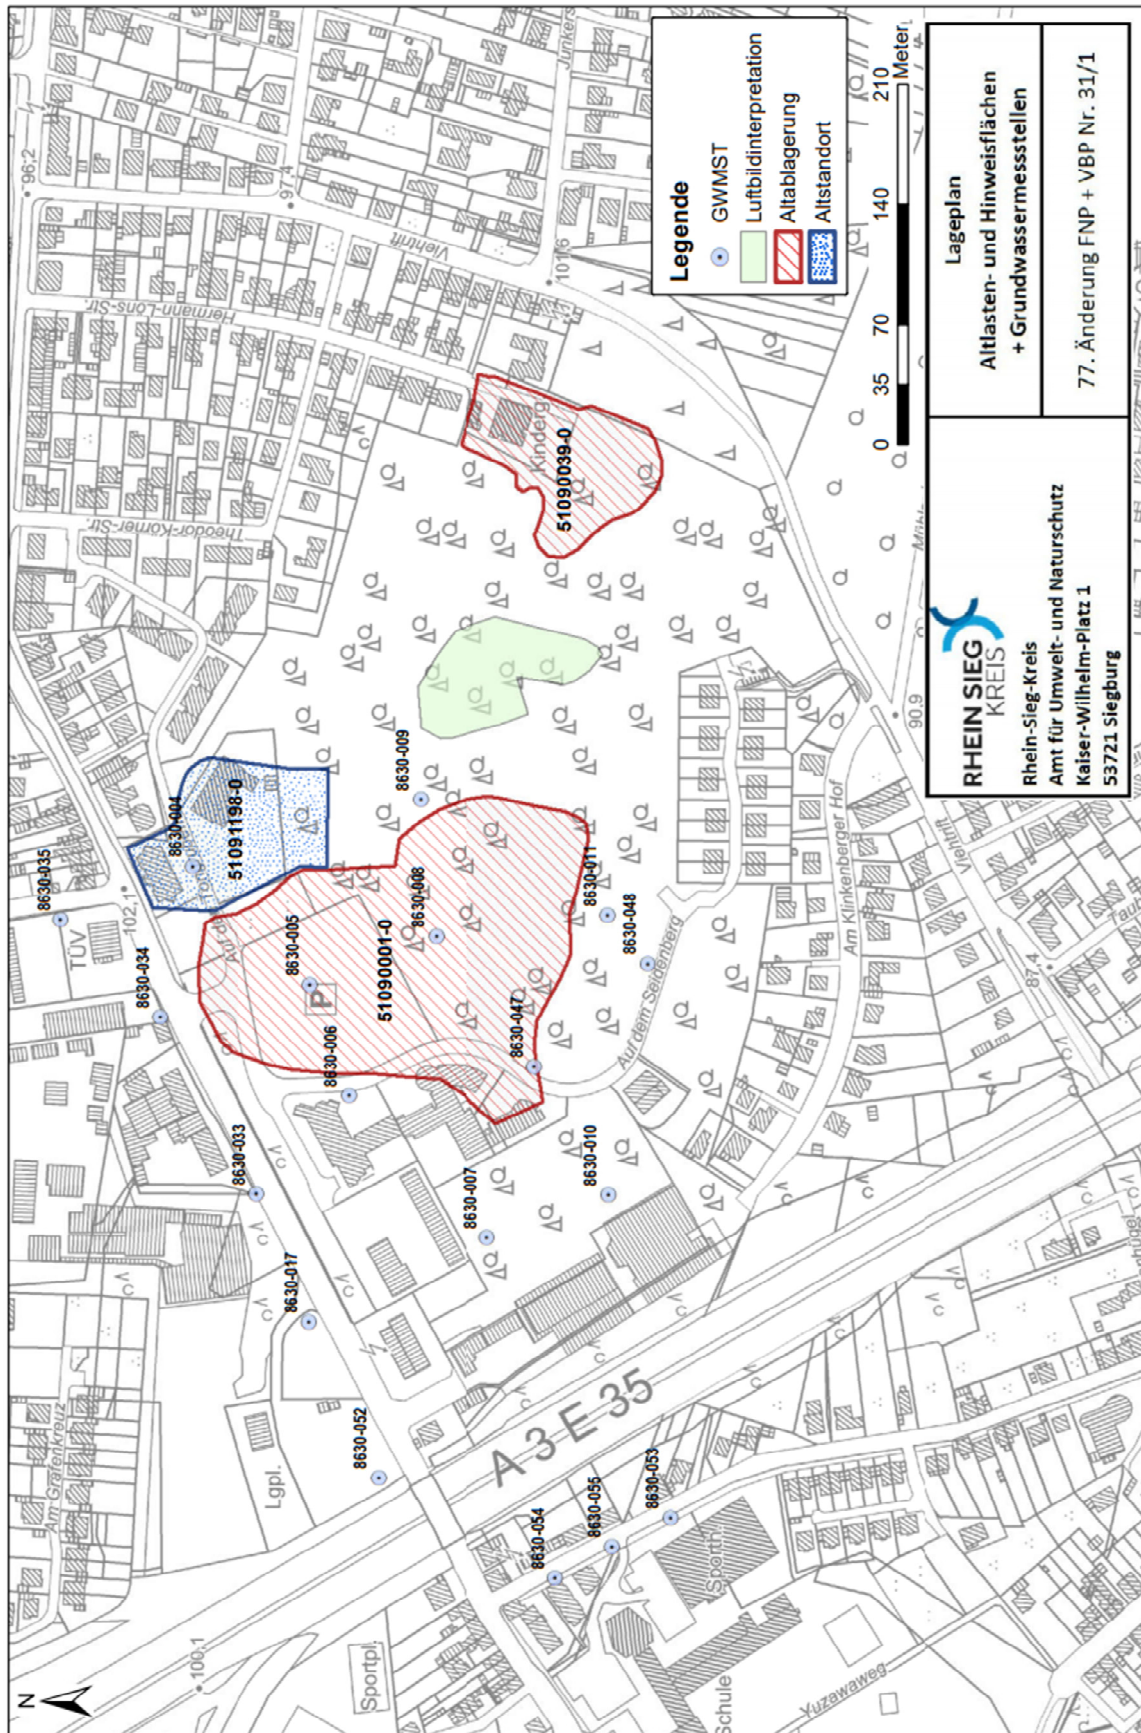 N
100,1
Sportpl.
Schule
Yuzawaweg
Sporth.
Am Grafenkreuz
Lgpl.
A 3 E 35
8630-052
8630-054
8630-055
8630-053
8630-017
8630-033
8630-034
8630-035
TÜV
102,1
8630-004
51091198-0
8630-005
P
8630-006
51090001-0
8630-008
8630-009
8630-007
8630-010
8630-047
8630-011
8630-048
Auf dem Seidenberg
Am Klinkenberger Hof
Viehtrift
87,4
90,9
Theodor-Körner-Str.
Hermann-Löns-Str.
Viehtrift
96,2
97,4
101,6
Junkers
Kinderg
51090039-0
Legende
GWMST
Luftbildinterpretation
Altablagerung
Altstandort
0 35 70 140 210
Meter
RHEIN SIEG
KREIS
Rhein-Sieg-Kreis
Amt für Umwelt- und Naturschutz
Kaiser-Wilhelm-Platz 1
53721 Siegburg
Lageplan
Altlasten- und Hinweisflächen
+ Grundwassermessstellen
77. Änderung FNP + VBP Nr. 31/1